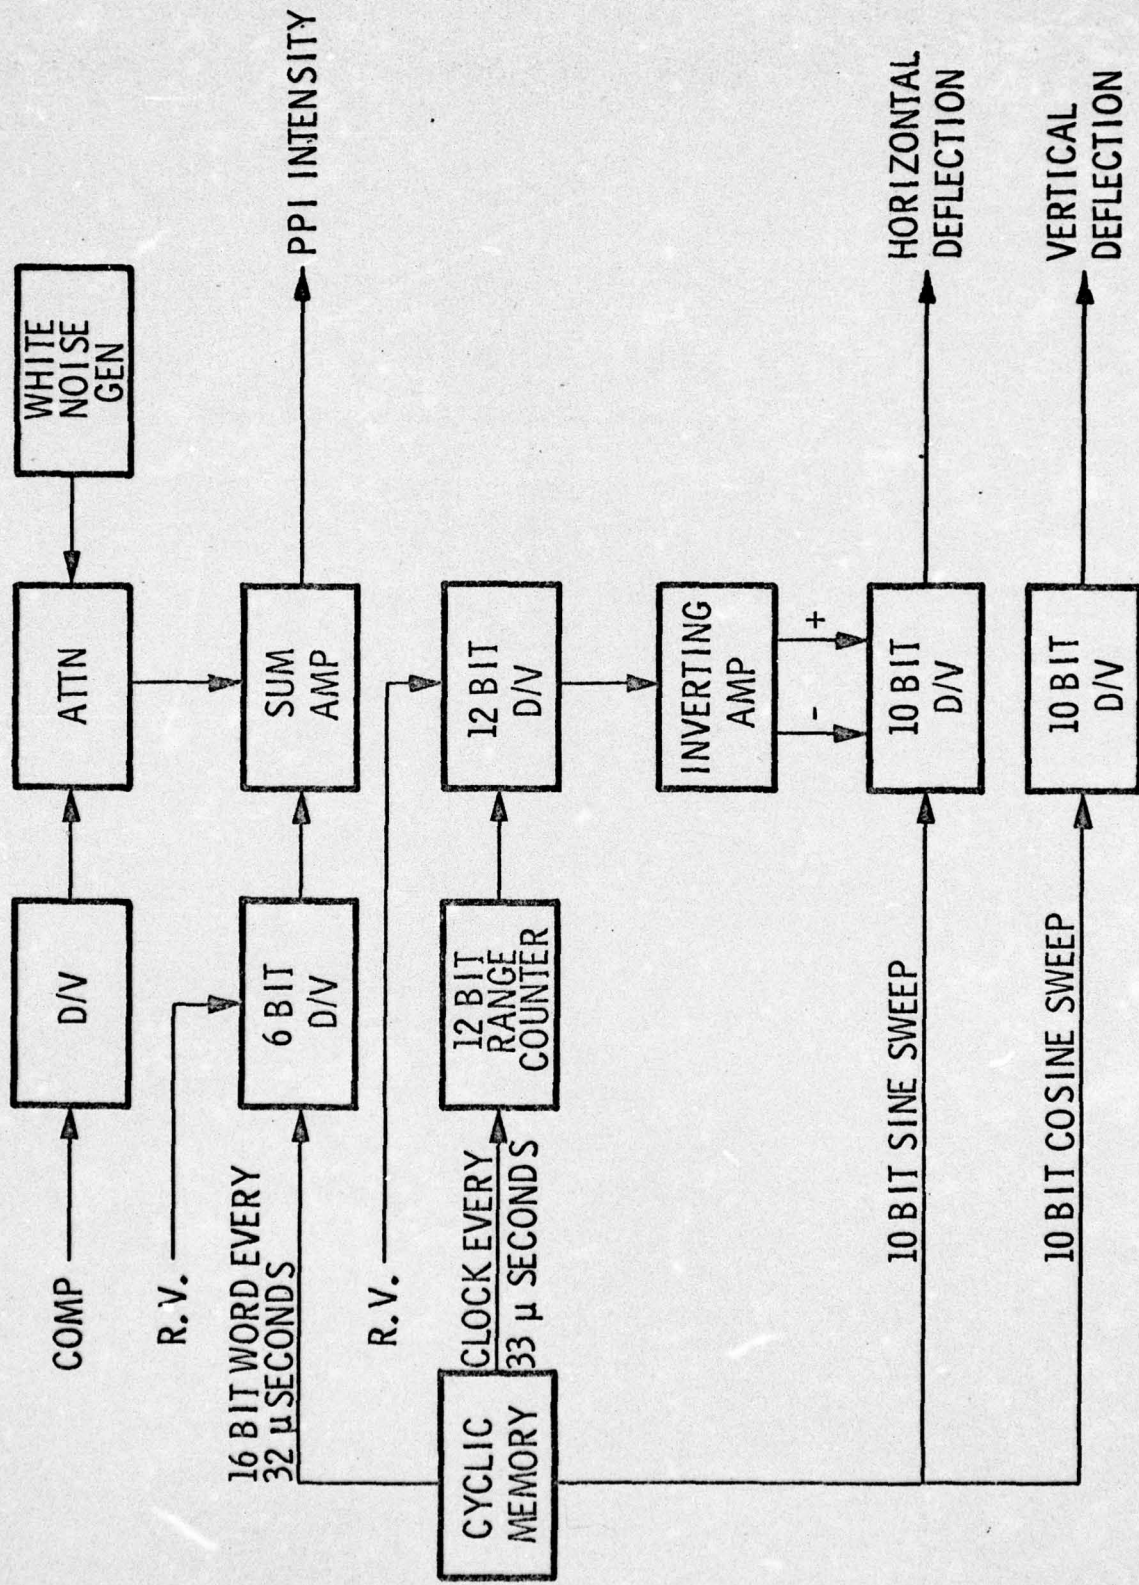 COMP
D/V
ATTN
WHITE
NOISE
GEN
R.V.
16 BIT WORD EVERY
32 μ SECONDS
6 BIT
D/V
SUM
AMP
PPI INTENSITY
R.V.
CYCLIC
MEMORY
CLOCK EVERY
33 μ SECONDS
12 BIT
RANGE
COUNTER
12 BIT
D/V
INVERTING
AMP
-
+
10 BIT SINE SWEEP
10 BIT
D/V
HORIZONTAL
DEFLECTION
10 BIT COSINE SWEEP
10 BIT
D/V
VERTICAL
DEFLECTION